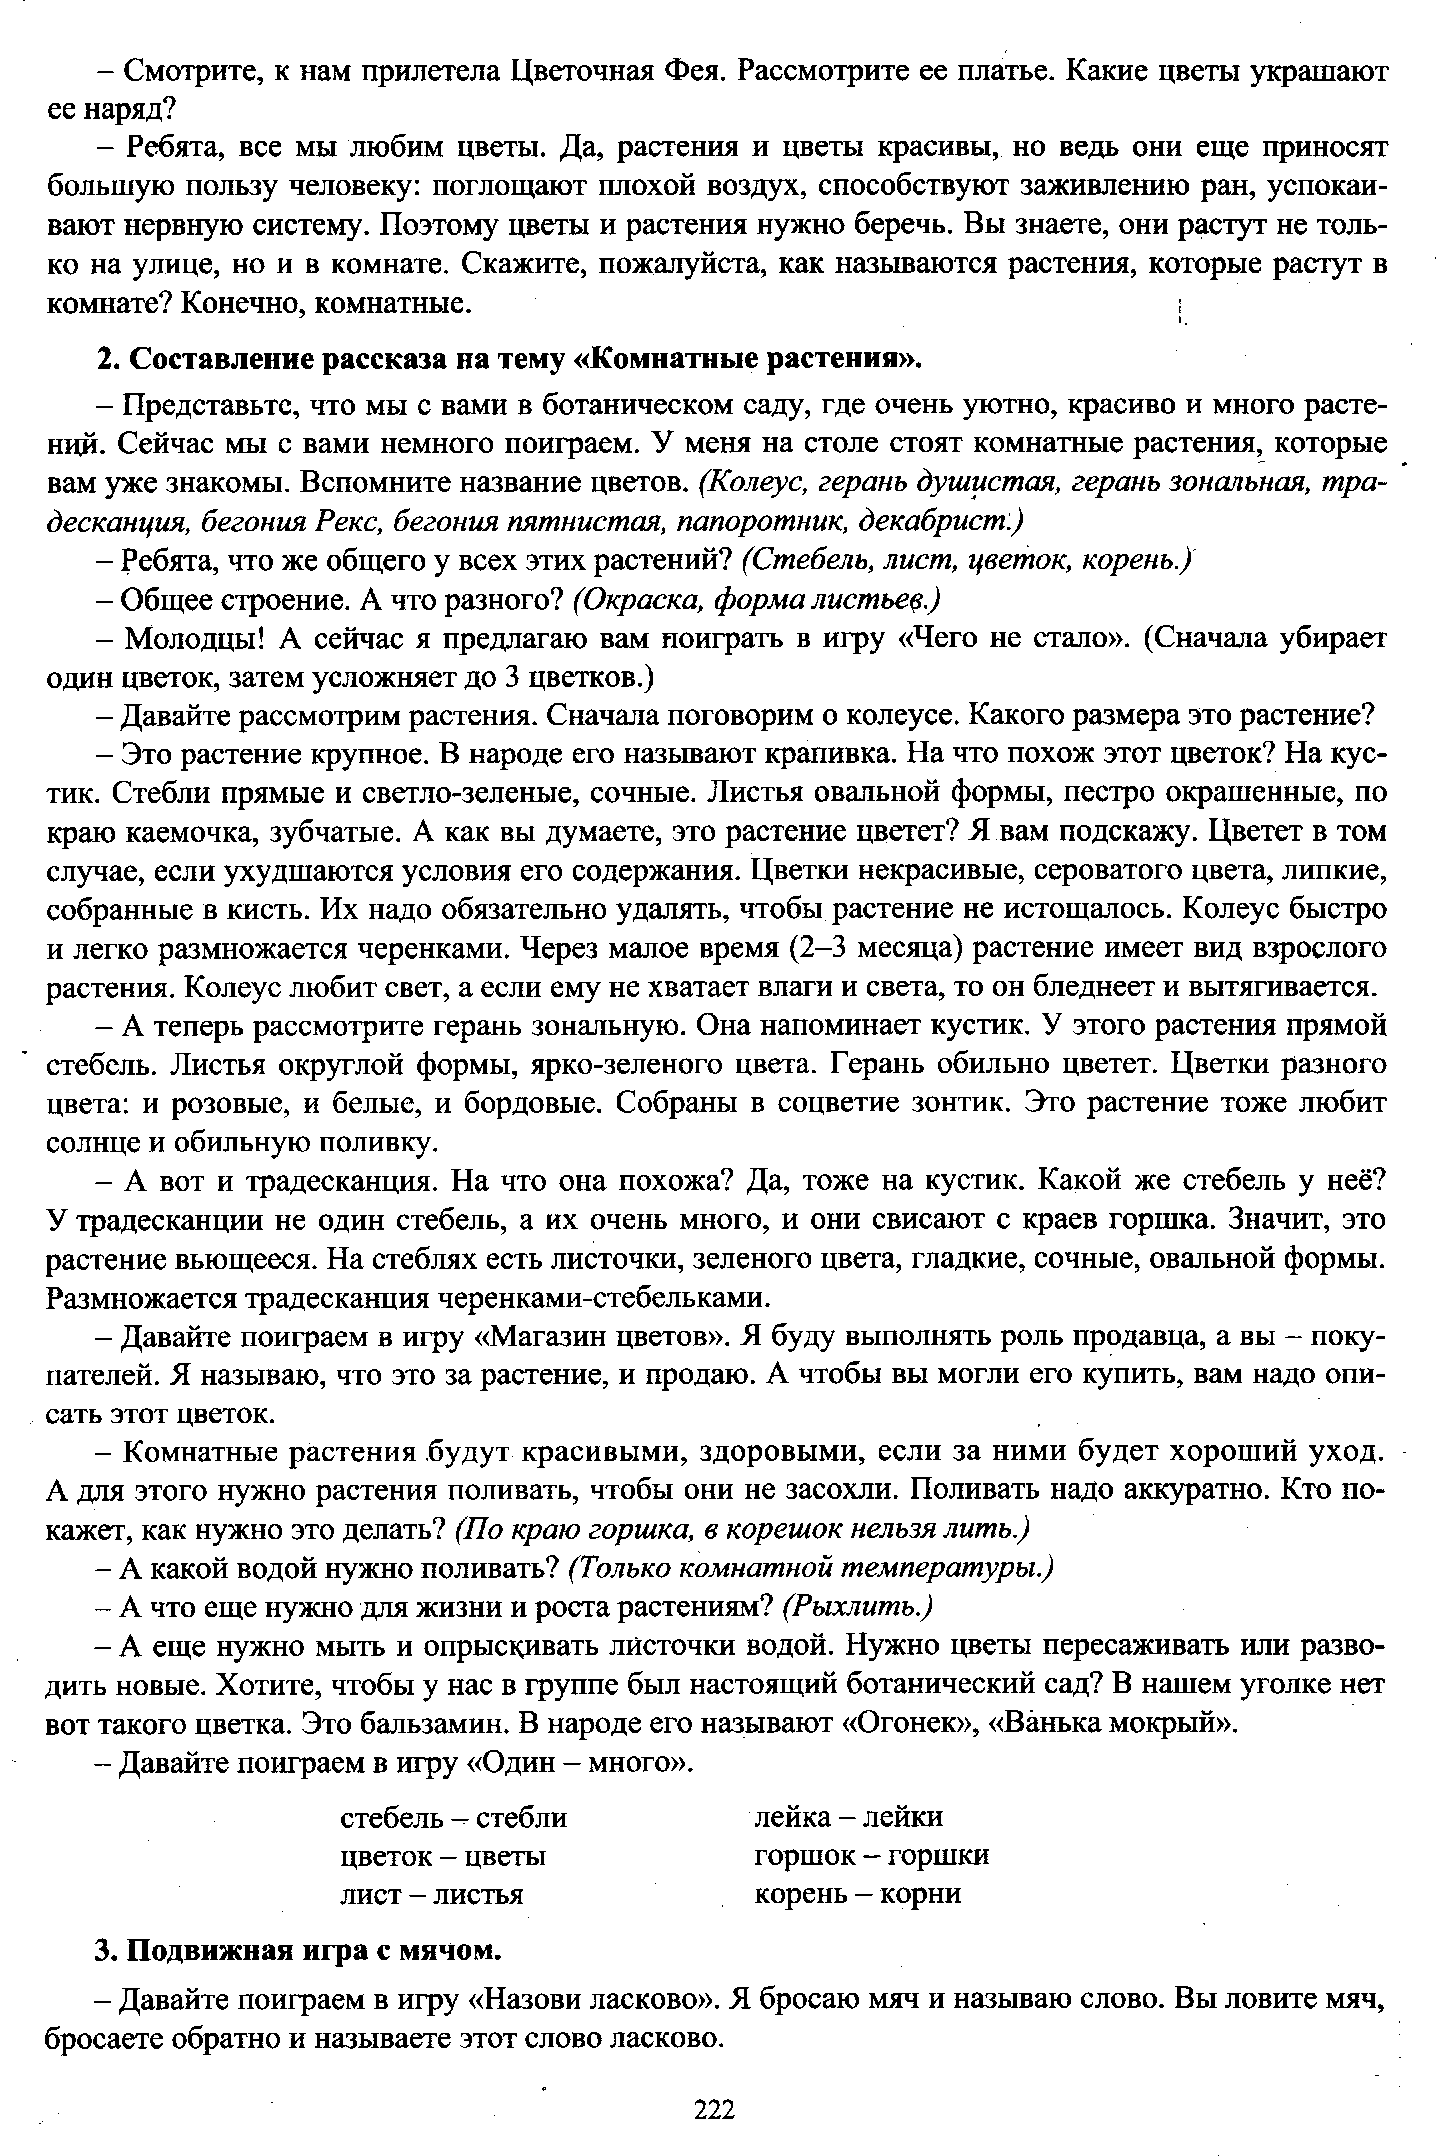 – Смотрите, к нам прилетела Цветочная Фея. Рассмотрите ее платье. Какие цветы украшают
ее наряд?
– Ребята, все мы любим цветы. Да, растения и цветы красивы, но ведь они еще приносят
большую пользу человеку: поглощают плохой воздух, способствуют заживлению ран, успокаи-
вают нервную систему. Поэтому цветы и растения нужно беречь. Вы знаете, они растут не толь-
ко на улице, но и в комнате. Скажите, пожалуйста, как называются растения, которые растут в
комнате? Конечно, комнатные.
2. Составление рассказа на тему «Комнатные растения».
– Представьте, что мы с вами в ботаническом саду, где очень уютно, красиво и много расте-
ний. Сейчас мы с вами немного поиграем. У меня на столе стоят комнатные растения, которые
вам уже знакомы. Вспомните название цветов. (Колеус, герань душистая, герань зональная, тра-
десканция, бегония Рекс, бегония пятнистая, папоротник, декабрист.)
– Ребята, что же общего у всех этих растений? (Стебель, лист, цветок, корень.)
– Общее строение. А что разного? (Окраска, форма листьев.)
– Молодцы! А сейчас я предлагаю вам поиграть в игру «Чего не стало». (Сначала убирает
один цветок, затем усложняет до 3 цветков.)
– Давайте рассмотрим растения. Сначала поговорим о колеусе. Какого размера это растение?
– Это растение крупное. В народе его называют крапивка. На что похож этот цветок? На кус-
тик. Стебли прямые и светло-зеленые, сочные. Листья овальной формы, пестро окрашенные, по
краю каемочка, зубчатые. А как вы думаете, это растение цветет? Я вам подскажу. Цветет в том
случае, если ухудшаются условия его содержания. Цветки некрасивые, сероватого цвета, липкие,
собранные в кисть. Их надо обязательно удалять, чтобы растение не истощалось. Колеус быстро
и легко размножается черенками. Через малое время (2–3 месяца) растение имеет вид взрослого
растения. Колеус любит свет, а если ему не хватает влаги и света, то он бледнеет и вытягивается.
– А теперь рассмотрите герань зональную. Она напоминает кустик. У этого растения прямой
стебель. Листья округлой формы, ярко-зеленого цвета. Герань обильно цветет. Цветки разного
цвета: и розовые, и белые, и бордовые. Собраны в соцветие зонтик. Это растение тоже любит
солнце и обильную поливку.
– А вот и традесканция. На что она похожа? Да, тоже на кустик. Какой же стебель у неё?
У традесканции не один стебель, а их очень много, и они свисают с краев горшка. Значит, это
растение вьющееся. На стеблях есть листочки, зеленого цвета, гладкие, сочные, овальной формы.
Размножается традесканция черенками-стебельками.
– Давайте поиграем в игру «Магазин цветов». Я буду выполнять роль продавца, а вы – поку-
пателей. Я называю, что это за растение, и продаю. А чтобы вы могли его купить, вам надо опи-
сать этот цветок.
– Комнатные растения будут красивыми, здоровыми, если за ними будет хороший уход.
А для этого нужно растения поливать, чтобы они не засохли. Поливать надо аккуратно. Кто по-
кажет, как нужно это делать? (По краю горшка, в корешок нельзя лить.)
– А какой водой нужно поливать? (Только комнатной температуры.)
– А что еще нужно для жизни и роста растениям? (Рыхлить.)
– А еще нужно мыть и опрыскивать листочки водой. Нужно цветы пересаживать или разво-
дить новые. Хотите, чтобы у нас в группе был настоящий ботанический сад? В нашем уголке нет
вот такого цветка. Это бальзамин. В народе его называют «Огонек», «Ванька мокрый».
– Давайте поиграем в игру «Один – много».
стебель – стебли лейка – лейки
цветок – цветы горшок – горшки
лист – листья корень – корни
3. Подвижная игра с мячом.
– Давайте поиграем в игру «Назови ласково». Я бросаю мяч и называю слово. Вы ловите мяч,
бросаете обратно и называете этот слово ласково.
222